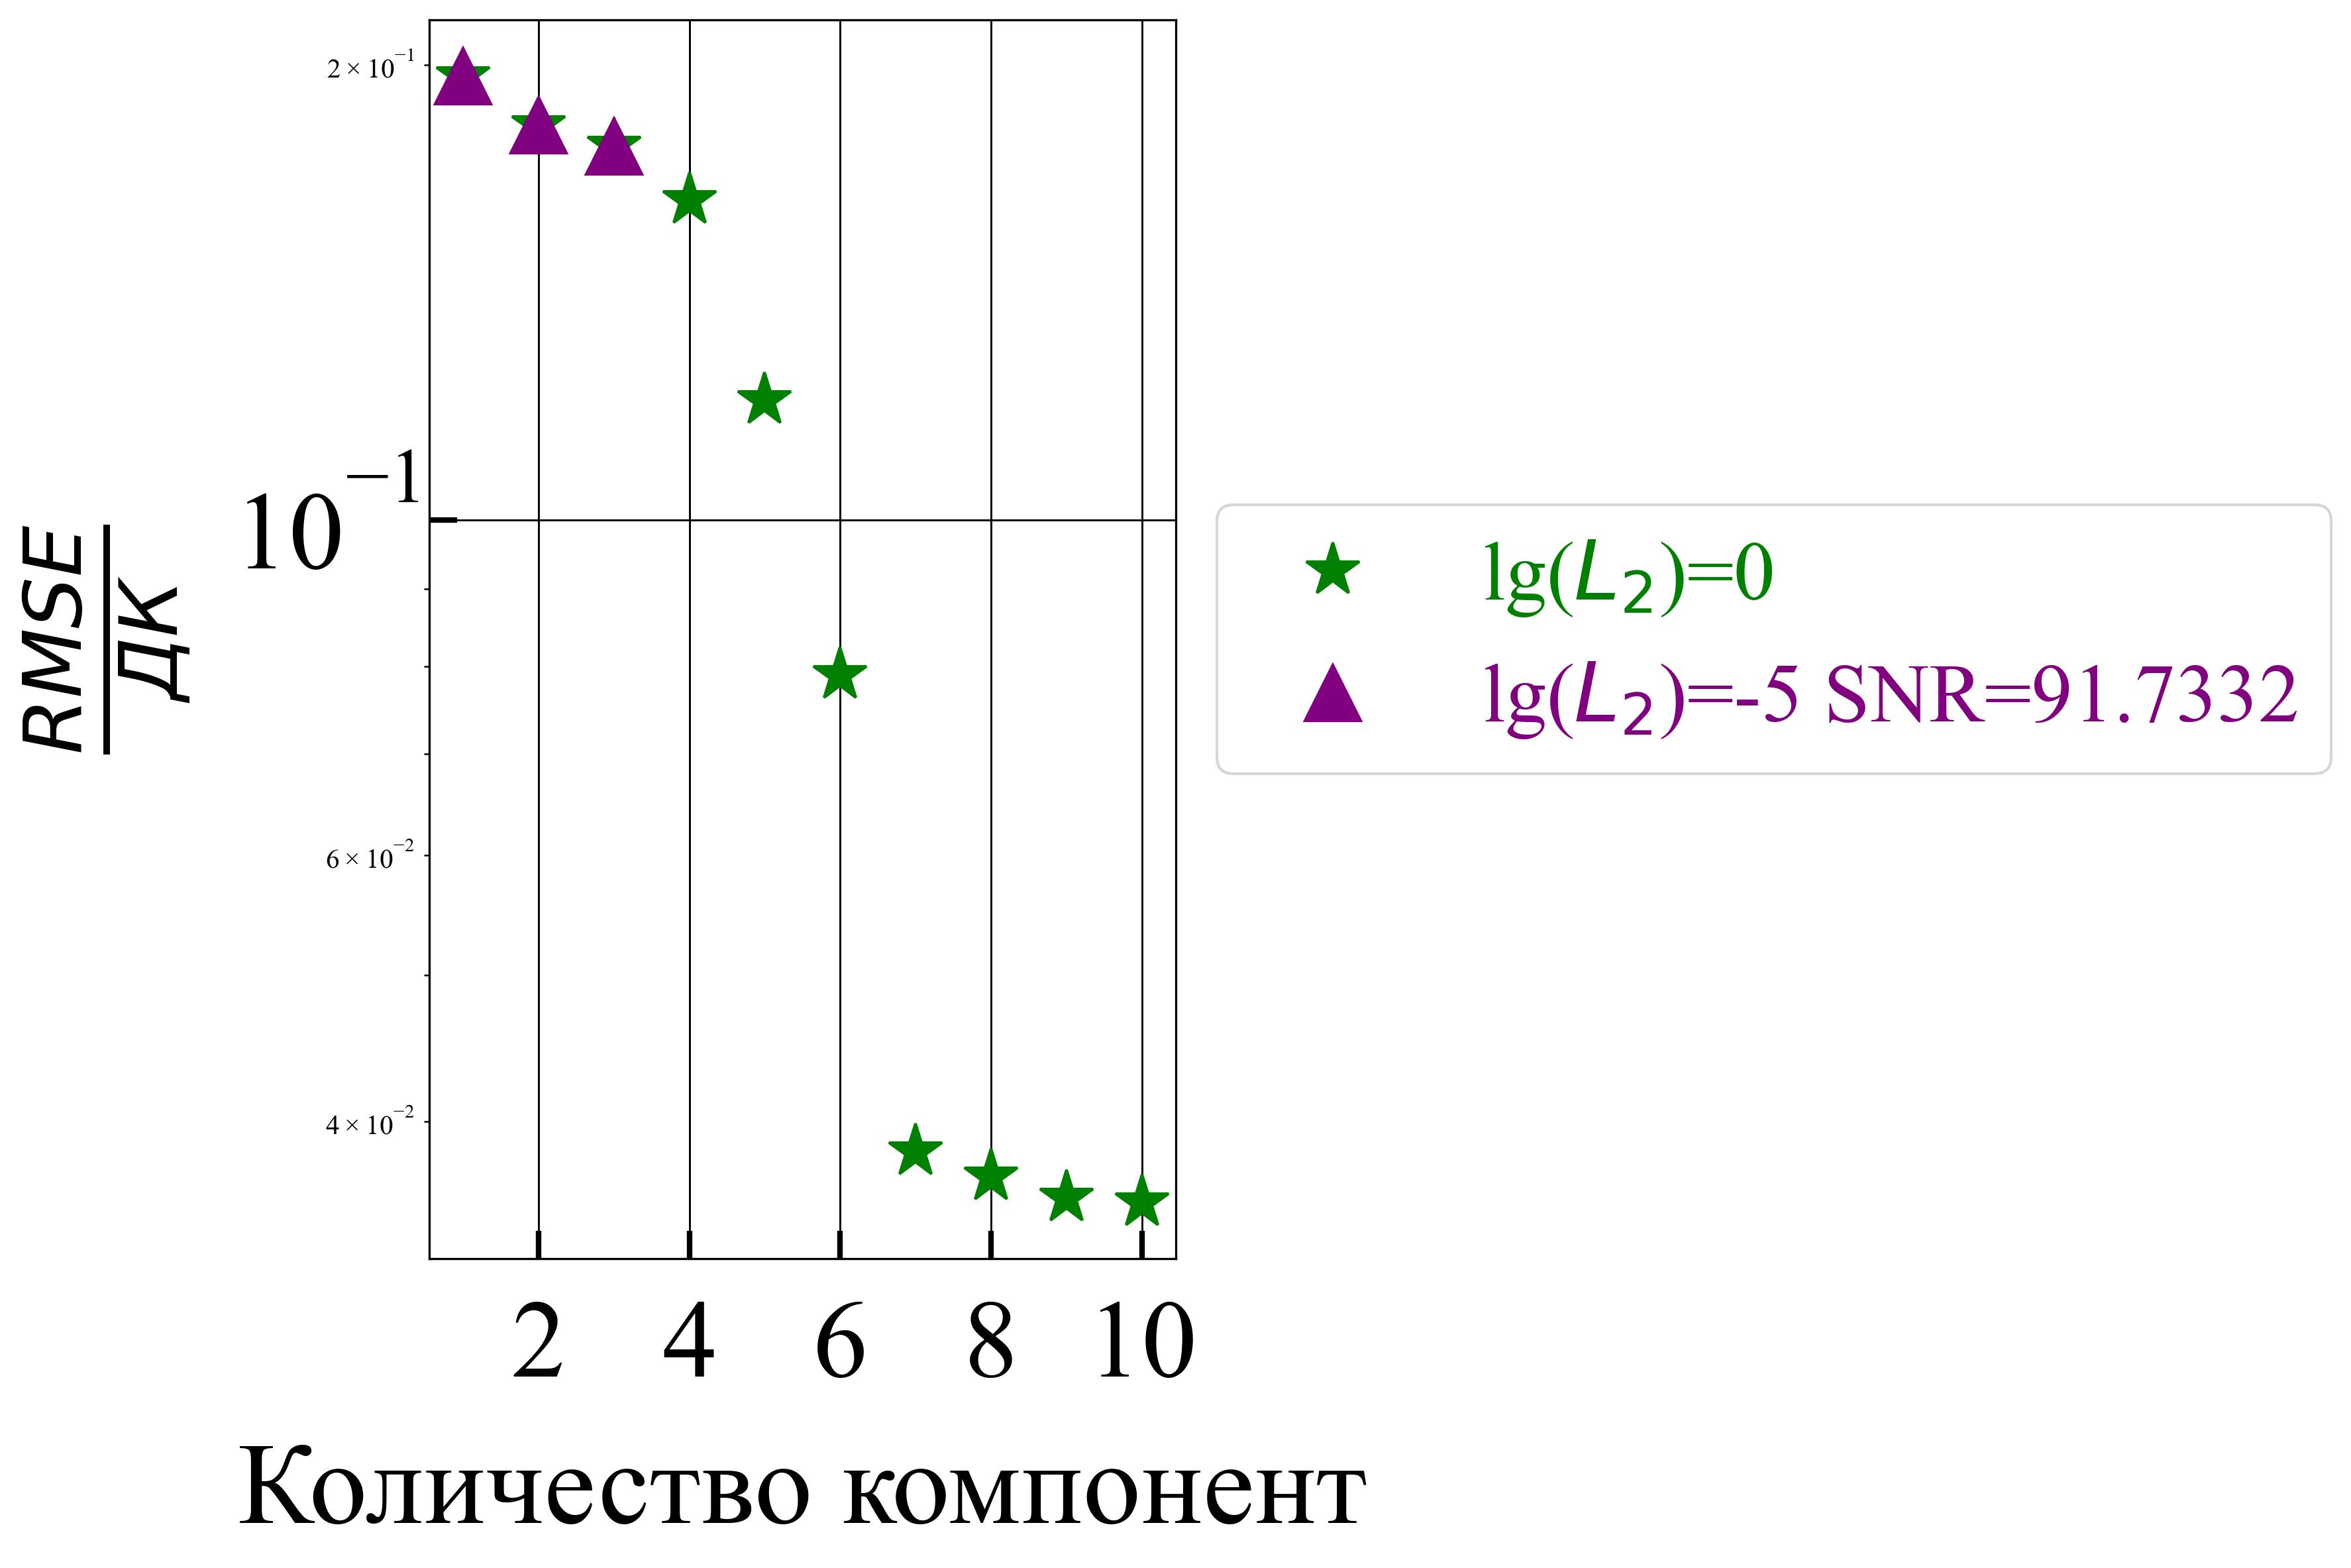 2 × 10⁻¹
10⁻¹
6 × 10⁻²
4 × 10⁻²
RMSE
ДК
2 4 6 8 10
Количество компонент
lg(L₂)=0
lg(L₂)=-5 SNR=91.7332